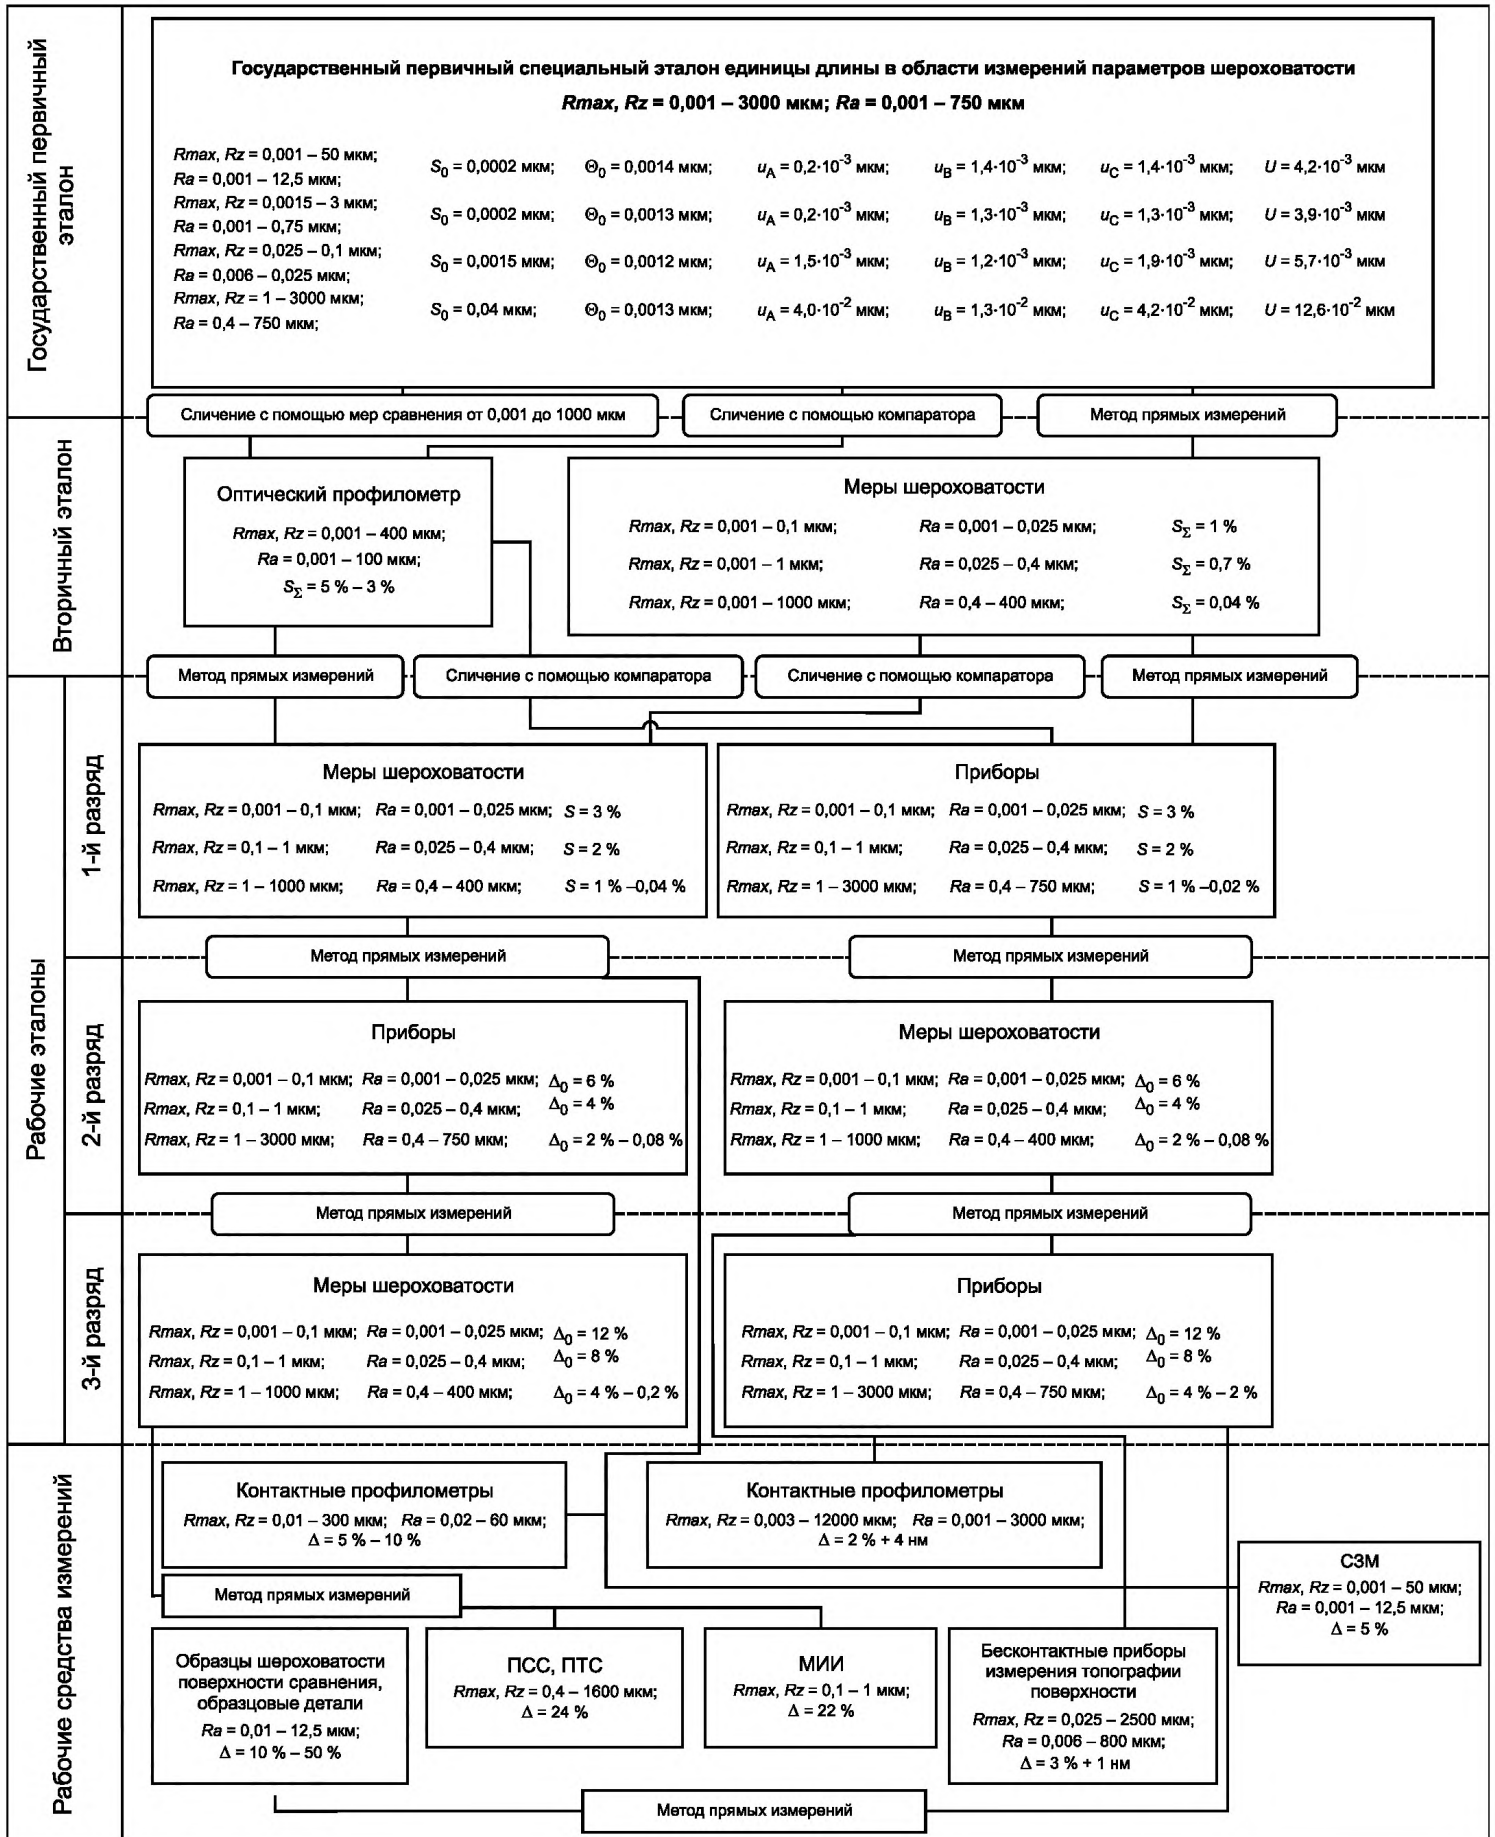 Государственный первичный
эталон
Государственный первичный специальный эталон единицы длины в области измерений параметров шероховатости
Rmax, Rz = 0,001 – 3000 мкм; Ra = 0,001 – 750 мкм
Rmax, Rz = 0,001 – 50 мкм;
Ra = 0,001 – 12,5 мкм;
S₀ = 0,0002 мкм; Θ₀ = 0,0014 мкм; u_A = 0,2·10⁻³ мкм; u_B = 1,4·10⁻³ мкм; u_C = 1,4·10⁻³ мкм; U = 4,2·10⁻³ мкм
Rmax, Rz = 0,0015 – 3 мкм;
Ra = 0,001 – 0,75 мкм;
S₀ = 0,0002 мкм; Θ₀ = 0,0013 мкм; u_A = 0,2·10⁻³ мкм; u_B = 1,3·10⁻³ мкм; u_C = 1,3·10⁻³ мкм; U = 3,9·10⁻³ мкм
Rmax, Rz = 0,025 – 0,1 мкм;
Ra = 0,006 – 0,025 мкм;
S₀ = 0,0015 мкм; Θ₀ = 0,0012 мкм; u_A = 1,5·10⁻³ мкм; u_B = 1,2·10⁻³ мкм; u_C = 1,9·10⁻³ мкм; U = 5,7·10⁻³ мкм
Rmax, Rz = 1 – 3000 мкм;
Ra = 0,4 – 750 мкм;
S₀ = 0,04 мкм; Θ₀ = 0,0013 мкм; u_A = 4,0·10⁻² мкм; u_B = 1,3·10⁻² мкм; u_C = 4,2·10⁻² мкм; U = 12,6·10⁻² мкм
Сличение с помощью мер сравнения от 0,001 до 1000 мкм
Сличение с помощью компаратора
Метод прямых измерений
Вторичный эталон
Оптический профилометр
Rmax, Rz = 0,001 – 400 мкм;
Ra = 0,001 – 100 мкм;
S_Σ = 5 % – 3 %
Меры шероховатости
Rmax, Rz = 0,001 – 0,1 мкм; Ra = 0,001 – 0,025 мкм; S_Σ = 1 %
Rmax, Rz = 0,001 – 1 мкм; Ra = 0,025 – 0,4 мкм; S_Σ = 0,7 %
Rmax, Rz = 0,001 – 1000 мкм; Ra = 0,4 – 400 мкм; S_Σ = 0,04 %
Метод прямых измерений
Сличение с помощью компаратора
Сличение с помощью компаратора
Метод прямых измерений
Рабочие эталоны
1-й разряд
Меры шероховатости
Rmax, Rz = 0,001 – 0,1 мкм; Ra = 0,001 – 0,025 мкм; S = 3 %
Rmax, Rz = 0,1 – 1 мкм; Ra = 0,025 – 0,4 мкм; S = 2 %
Rmax, Rz = 1 – 1000 мкм; Ra = 0,4 – 400 мкм; S = 1 % –0,04 %
Приборы
Rmax, Rz = 0,001 – 0,1 мкм; Ra = 0,001 – 0,025 мкм; S = 3 %
Rmax, Rz = 0,1 – 1 мкм; Ra = 0,025 – 0,4 мкм; S = 2 %
Rmax, Rz = 1 – 3000 мкм; Ra = 0,4 – 750 мкм; S = 1 % –0,02 %
Метод прямых измерений
Метод прямых измерений
2-й разряд
Приборы
Rmax, Rz = 0,001 – 0,1 мкм; Ra = 0,001 – 0,025 мкм; Δ₀ = 6 %
Rmax, Rz = 0,1 – 1 мкм; Ra = 0,025 – 0,4 мкм; Δ₀ = 4 %
Rmax, Rz = 1 – 3000 мкм; Ra = 0,4 – 750 мкм; Δ₀ = 2 % – 0,08 %
Меры шероховатости
Rmax, Rz = 0,001 – 0,1 мкм; Ra = 0,001 – 0,025 мкм; Δ₀ = 6 %
Rmax, Rz = 0,1 – 1 мкм; Ra = 0,025 – 0,4 мкм; Δ₀ = 4 %
Rmax, Rz = 1 – 1000 мкм; Ra = 0,4 – 400 мкм; Δ₀ = 2 % – 0,08 %
Метод прямых измерений
Метод прямых измерений
3-й разряд
Меры шероховатости
Rmax, Rz = 0,001 – 0,1 мкм; Ra = 0,001 – 0,025 мкм; Δ₀ = 12 %
Rmax, Rz = 0,1 – 1 мкм; Ra = 0,025 – 0,4 мкм; Δ₀ = 8 %
Rmax, Rz = 1 – 1000 мкм; Ra = 0,4 – 400 мкм; Δ₀ = 4 % – 0,2 %
Приборы
Rmax, Rz = 0,001 – 0,1 мкм; Ra = 0,001 – 0,025 мкм; Δ₀ = 12 %
Rmax, Rz = 0,1 – 1 мкм; Ra = 0,025 – 0,4 мкм; Δ₀ = 8 %
Rmax, Rz = 1 – 3000 мкм; Ra = 0,4 – 750 мкм; Δ₀ = 4 % – 2 %
Рабочие средства измерений
Контактные профилометры
Rmax, Rz = 0,01 – 300 мкм; Ra = 0,02 – 60 мкм;
Δ = 5 % – 10 %
Контактные профилометры
Rmax, Rz = 0,003 – 12000 мкм; Ra = 0,001 – 3000 мкм;
Δ = 2 % + 4 нм
СЗМ
Rmax, Rz = 0,001 – 50 мкм;
Ra = 0,001 – 12,5 мкм;
Δ = 5 %
Метод прямых измерений
Образцы шероховатости
поверхности сравнения,
образцовые детали
Ra = 0,01 – 12,5 мкм;
Δ = 10 % – 50 %
ПСС, ПТС
Rmax, Rz = 0,4 – 1600 мкм;
Δ = 24 %
МИИ
Rmax, Rz = 0,1 – 1 мкм;
Δ = 22 %
Бесконтактные приборы
измерения топографии
поверхности
Rmax, Rz = 0,025 – 2500 мкм;
Ra = 0,006 – 800 мкм;
Δ = 3 % + 1 нм
Метод прямых измерений